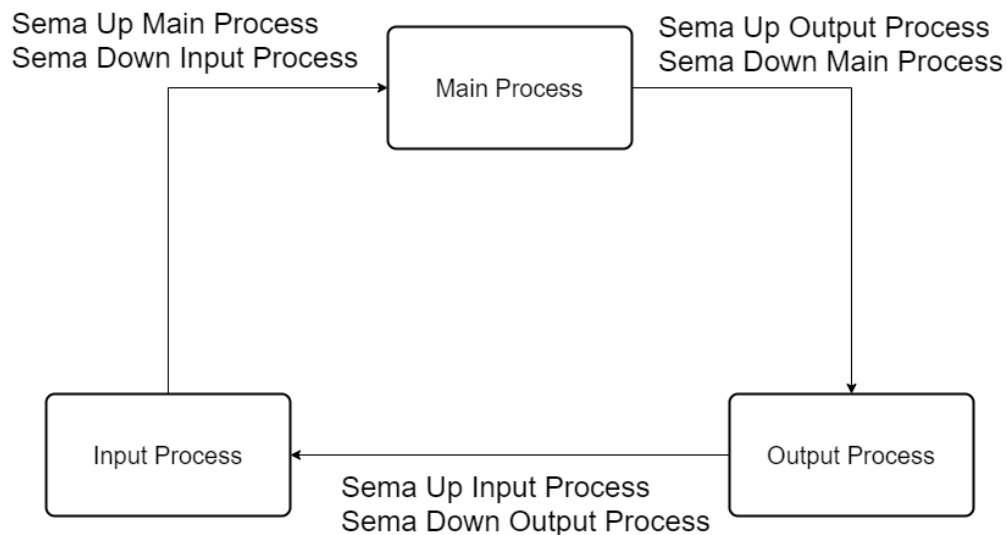 Sema Up Main Process
Sema Down Input Process
Main Process
Sema Up Output Process
Sema Down Main Process
Input Process
Sema Up Input Process
Sema Down Output Process
Output Process